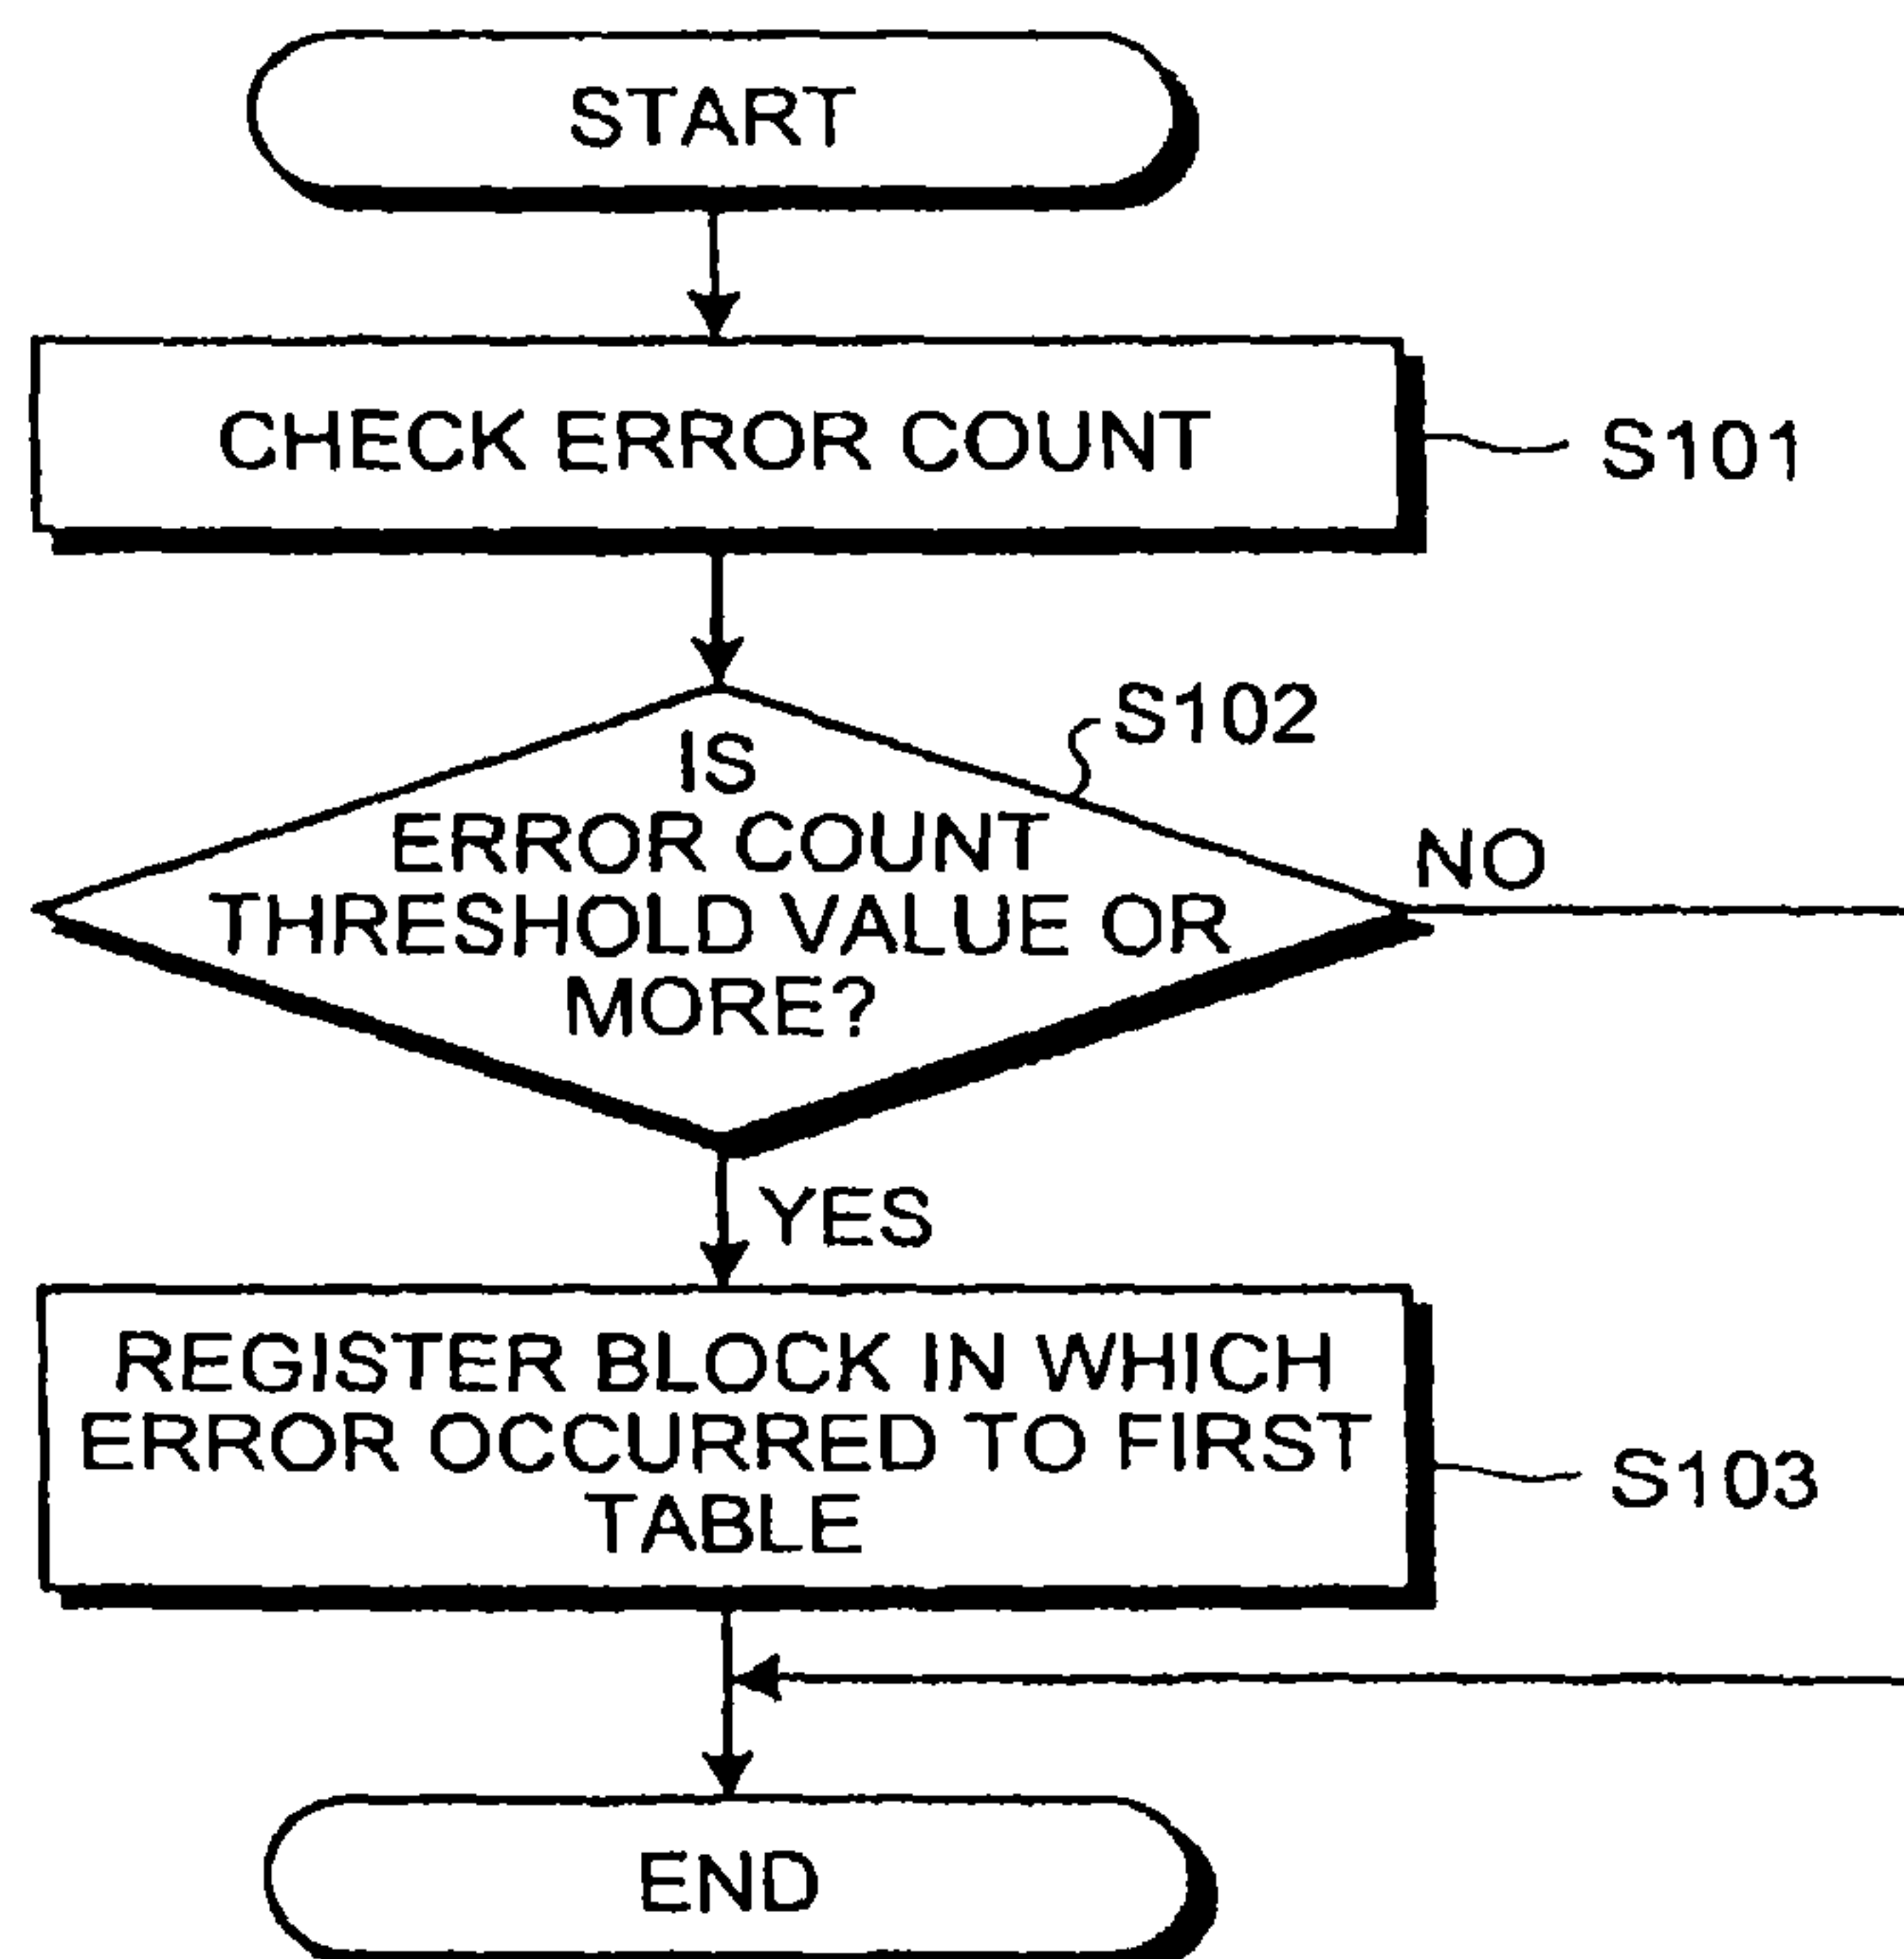 START
CHECK ERROR COUNT
S101
S102
IS
ERROR COUNT
THRESHOLD VALUE OR
MORE?
NO
YES
REGISTER BLOCK IN WHICH
ERROR OCCURRED TO FIRST
TABLE
S103
END